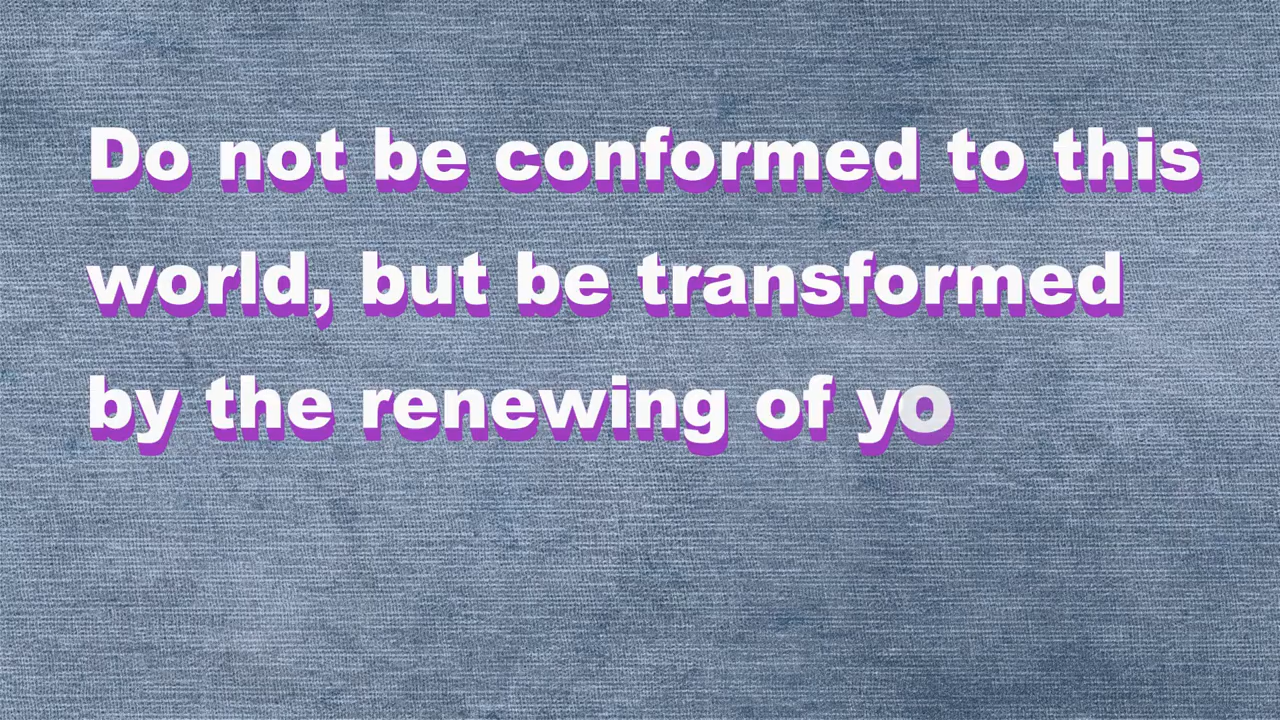 Do not be conformed to this
world, but be transformed
by the renewing of yo